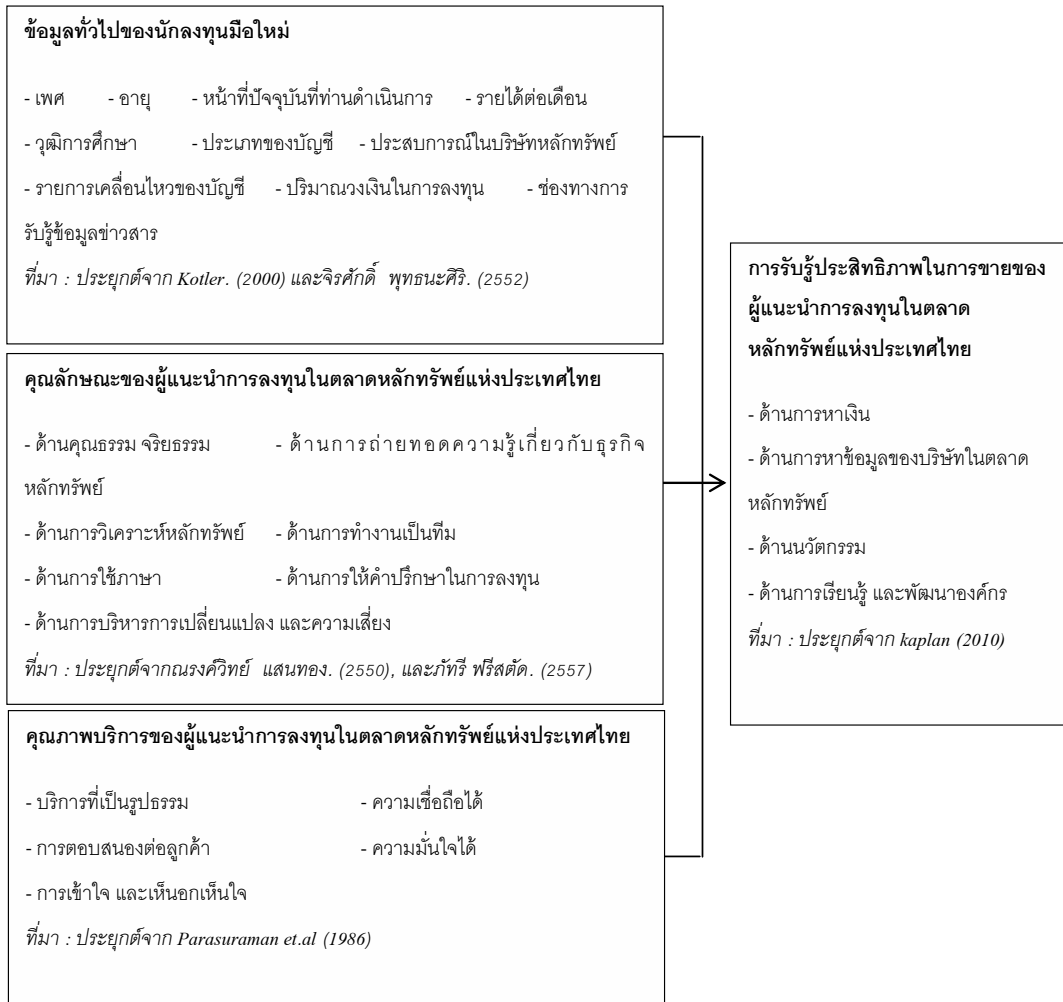 ข้อมูลทั่วไปของนักลงทุนมือใหม่
- เพศ - อายุ - หน้าที่ปัจจุบันที่ท่านดำเนินการ - รายได้ต่อเดือน
- วุฒิการศึกษา - ประเภทของบัญชี - ประสบการณ์ในบริษัทหลักทรัพย์
- รายการเคลื่อนไหวของบัญชี - ปริมาณวงเงินในการลงทุน - ช่องทางการ
รับรู้ข้อมูลข่าวสาร
ที่มา : ประยุกต์จาก Kotler. (2000) และจิรศักดิ์ พุทธนะศิริ. (2552)
คุณลักษณะของผู้แนะนำการลงทุนในตลาดหลักทรัพย์แห่งประเทศไทย
- ด้านคุณธรรม จริยธรรม - ด้านการถ่ายทอดความรู้เกี่ยวกับธุรกิจ
หลักทรัพย์
- ด้านการวิเคราะห์หลักทรัพย์ - ด้านการทำงานเป็นทีม
- ด้านการใช้ภาษา - ด้านการให้คำปรึกษาในการลงทุน
- ด้านการบริหารการเปลี่ยนแปลง และความเสี่ยง
ที่มา : ประยุกต์จากณรงค์วิทย์ แสนทอง. (2550), และภัทรี ฟรีสตัด. (2557)
คุณภาพบริการของผู้แนะนำการลงทุนในตลาดหลักทรัพย์แห่งประเทศไทย
- บริการที่เป็นรูปธรรม - ความเชื่อถือได้
- การตอบสนองต่อลูกค้า - ความมั่นใจได้
- การเข้าใจ และเห็นอกเห็นใจ
ที่มา : ประยุกต์จาก Parasuraman et.al (1986)
การรับรู้ประสิทธิภาพในการขายของ
ผู้แนะนำการลงทุนในตลาด
หลักทรัพย์แห่งประเทศไทย
- ด้านการหาเงิน
- ด้านการหาข้อมูลของบริษัทในตลาด
หลักทรัพย์
- ด้านนวัตกรรม
- ด้านการเรียนรู้ และพัฒนาองค์กร
ที่มา : ประยุกต์จาก kaplan (2010)